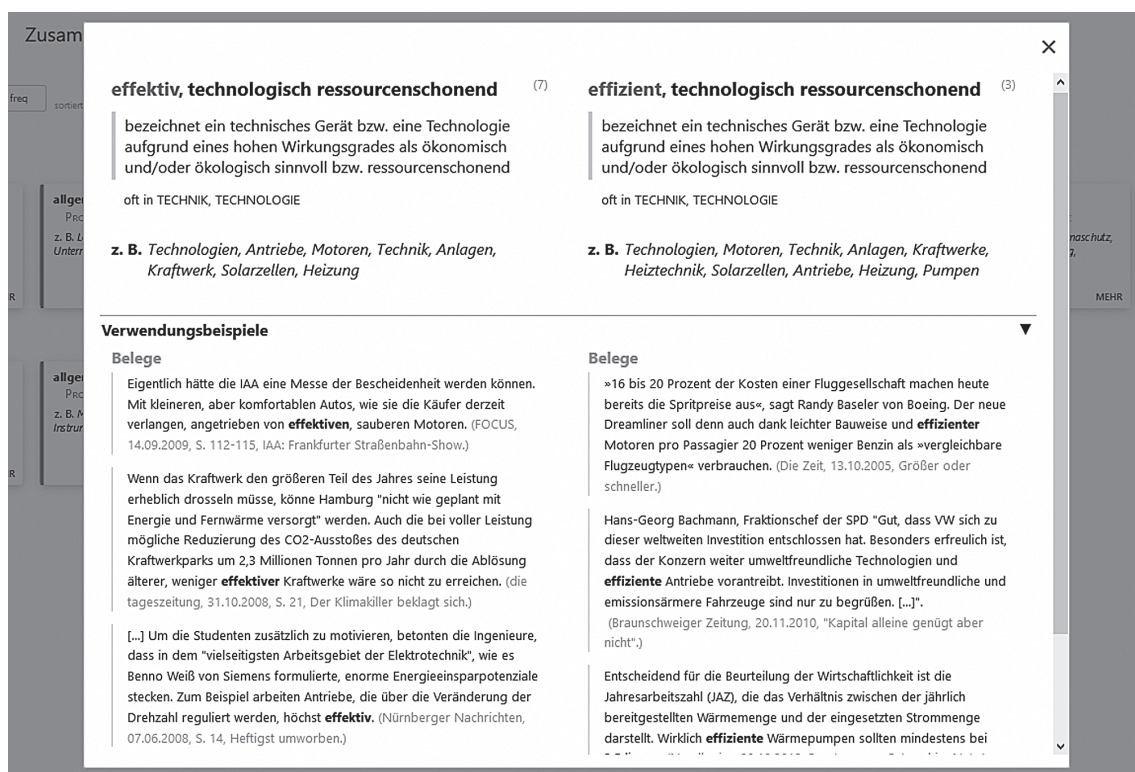 Zusam
freq
sortiert
effektiv, technologisch ressourcenschonend (7)
bezeichnet ein technisches Gerät bzw. eine Technologie
aufgrund eines hohen Wirkungsgrades als ökonomisch
und/oder ökologisch sinnvoll bzw. ressourcenschonend
oft in TECHNIK, TECHNOLOGIE
z. B. Technologien, Antriebe, Motoren, Technik, Anlagen,
Kraftwerk, Solarzellen, Heizung
effizient, technologisch ressourcenschonend (3)
bezeichnet ein technisches Gerät bzw. eine Technologie
aufgrund eines hohen Wirkungsgrades als ökonomisch
und/oder ökologisch sinnvoll bzw. ressourcenschonend
oft in TECHNIK, TECHNOLOGIE
z. B. Technologien, Motoren, Technik, Anlagen, Kraftwerke,
Heiztechnik, Solarzellen, Antriebe, Heizung, Pumpen
Verwendungsbeispiele
Belege
Eigentlich hätte die IAA eine Messe der Bescheidenheit werden können.
Mit kleineren, aber komfortablen Autos, wie sie die Käufer derzeit
verlangen, angetrieben von effektiven, sauberen Motoren. (FOCUS,
14.09.2009, S. 112-115, IAA: Frankfurter Straßenbahn-Show.)
Wenn das Kraftwerk den größeren Teil des Jahres seine Leistung
erheblich drosseln müsse, könne Hamburg "nicht wie geplant mit
Energie und Fernwärme versorgt" werden. Auch die bei voller Leistung
mögliche Reduzierung des CO2-Ausstoßes des deutschen
Kraftwerkparks um 2,3 Millionen Tonnen pro Jahr durch die Ablösung
älterer, weniger effektiver Kraftwerke wäre so nicht zu erreichen. (die
tageszeitung, 31.10.2008, S. 21, Der Klimakiller beklagt sich.)
[...] Um die Studenten zusätzlich zu motivieren, betonten die Ingenieure,
dass in dem "vielseitigsten Arbeitsgebiet der Elektrotechnik", wie es
Benno Weiß von Siemens formulierte, enorme Energieeinsparpotenziale
stecken. Zum Beispiel arbeiten Antriebe, die über die Veränderung der
Drehzahl reguliert werden, höchst effektiv. (Nürnberger Nachrichten,
07.06.2008, S. 14, Heftigst umworben.)
Belege
»16 bis 20 Prozent der Kosten einer Fluggesellschaft machen heute
bereits die Spritpreise aus«, sagt Randy Baseler von Boeing. Der neue
Dreamliner soll denn auch dank leichter Bauweise und effizienter
Motoren pro Passagier 20 Prozent weniger Benzin als »vergleichbare
Flugzeugtypen« verbrauchen. (Die Zeit, 13.10.2005, Größer oder
schneller.)
Hans-Georg Bachmann, Fraktionschef der SPD "Gut, dass VW sich zu
dieser weltweiten Investition entschlossen hat. Besonders erfreulich ist,
dass der Konzern weiter umweltfreundliche Technologien und
effiziente Antriebe vorantreibt. Investitionen in umweltfreundliche und
emissionsärmere Fahrzeuge sind nur zu begrüßen. [...]".
(Braunschweiger Zeitung, 20.11.2010, "Kapital alleine genügt aber
nicht".)
Entscheidend für die Beurteilung der Wirtschaftlichkeit ist die
Jahresarbeitszahl (JAZ), die das Verhältnis zwischen der jährlich
bereitgestellten Wärmemenge und der eingesetzten Strommenge
darstellt. Wirklich effiziente Wärmepumpen sollten mindestens bei
MEHR